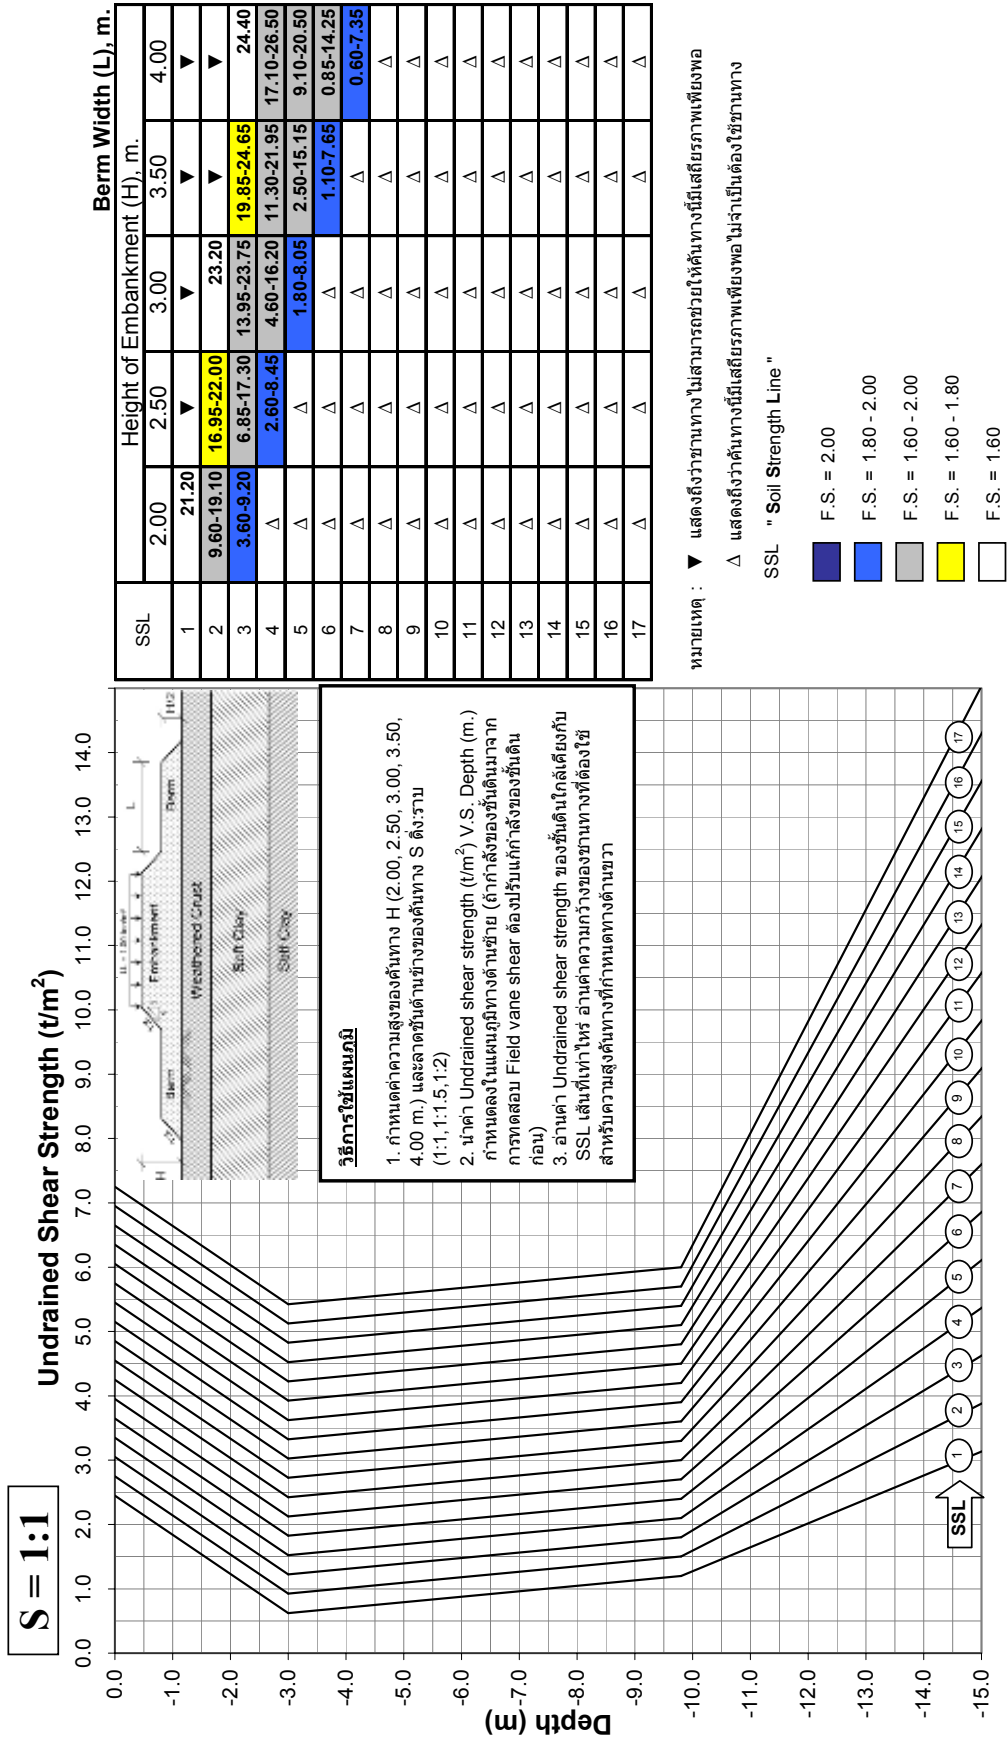 S = 1:1
Undrained Shear Strength (t/m²)
0.0 1.0 2.0 3.0 4.0 5.0 6.0 7.0 8.0 9.0 10.0 11.0 12.0 13.0 14.0
Depth (m)
0.0
-1.0
-2.0
-3.0
-4.0
-5.0
-6.0
-7.0
-8.0
-9.0
-10.0
-11.0
-12.0
-13.0
-14.0
-15.0
SSL
1 2 3 4 5 6 7 8 9 10 11 12 13 14 15 16 17
H
Berm
Embankment
L
Berm
H/2
Weathered Crust
Soft Clay
Stiff Clay
วิธีการใช้แผนภูมิ
1. กำหนดค่าความสูงของคันทาง H (2.00, 2.50, 3.00, 3.50,
4.00 m.) และลาดชันด้านข้างของคันทาง S ดิ่ง:ราบ
(1:1,1:1.5,1:2)
2. นำค่า Undrained shear strength (t/m²) V.S. Depth (m.)
กำหนดลงในแผนภูมิทางด้านซ้าย (ถ้ากำลังของชั้นดินมาจาก
การทดสอบ Field vane shear ต้องปรับแก้กำลังของชั้นดิน
ก่อน)
3. อ่านค่า Undrained shear strength ของชั้นดินใกล้เคียงกับ
SSL เส้นที่เท่าไหร่ อ่านค่าความกว้างของชานทางที่ต้องใช้
สำหรับความสูงคันทางที่กำหนดทางด้านขวา
Berm Width (L), m.
SSL Height of Embankment (H), m.
2.00 2.50 3.00 3.50 4.00
1 21.20 ▼ ▼ ▼ ▼
2 9.60-19.10 16.95-22.00 23.20 ▼ ▼
3 3.60-9.20 6.85-17.30 13.95-23.75 19.85-24.65 24.40
4 △ 2.60-8.45 4.60-16.20 11.30-21.95 17.10-26.50
5 △ △ 1.80-8.05 2.50-15.15 9.10-20.50
6 △ △ △ 1.10-7.65 0.85-14.25
7 △ △ △ △ 0.60-7.35
8 △ △ △ △ △
9 △ △ △ △ △
10 △ △ △ △ △
11 △ △ △ △ △
12 △ △ △ △ △
13 △ △ △ △ △
14 △ △ △ △ △
15 △ △ △ △ △
16 △ △ △ △ △
17 △ △ △ △ △
หมายเหตุ : ▼ แสดงถึงว่าชานทางไม่สามารถช่วยให้คันทางนี้มีเสถียรภาพเพียงพอ
△ แสดงถึงว่าคันทางนี้มีเสถียรภาพเพียงพอไม่จำเป็นต้องใช้ชานทาง
SSL " Soil Strength Line "
F.S. = 2.00
F.S. = 1.80 - 2.00
F.S. = 1.60 - 2.00
F.S. = 1.60 - 1.80
F.S. = 1.60